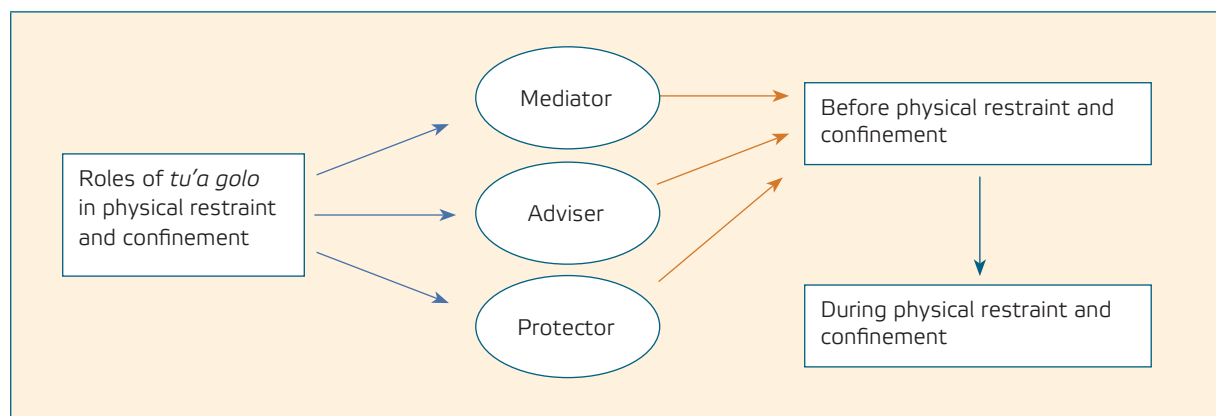 Roles of tu’a golo
in physical restraint
and confinement
Mediator
Adviser
Protector
Before physical restraint and
confinement
During physical restraint and
confinement